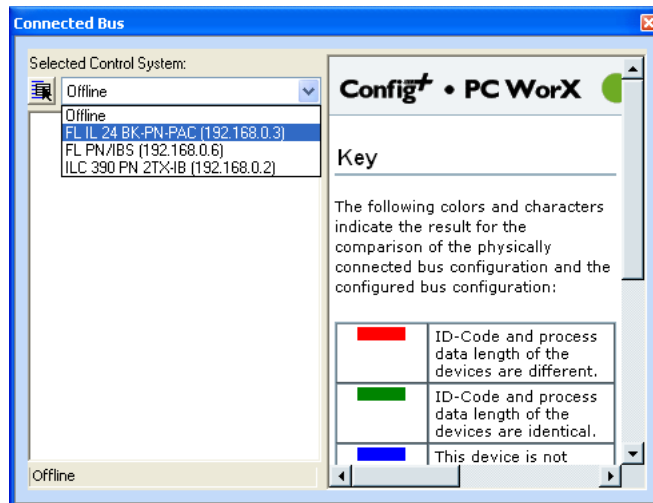 Connected Bus
Selected Control System:
Offline
Offline
FL IL 24 BK-PN-PAC (192.168.0.3)
FL PN/IBS (192.168.0.6)
ILC 390 PN 2TX-IB (192.168.0.2)
Offline
Config+ • PC WorX
Key
The following colors and characters
indicate the result for the
comparison of the physically
connected bus configuration and the
configured bus configuration:
ID-Code and process
data length of the
devices are different.
ID-Code and process
data length of the
devices are identical.
This device is not